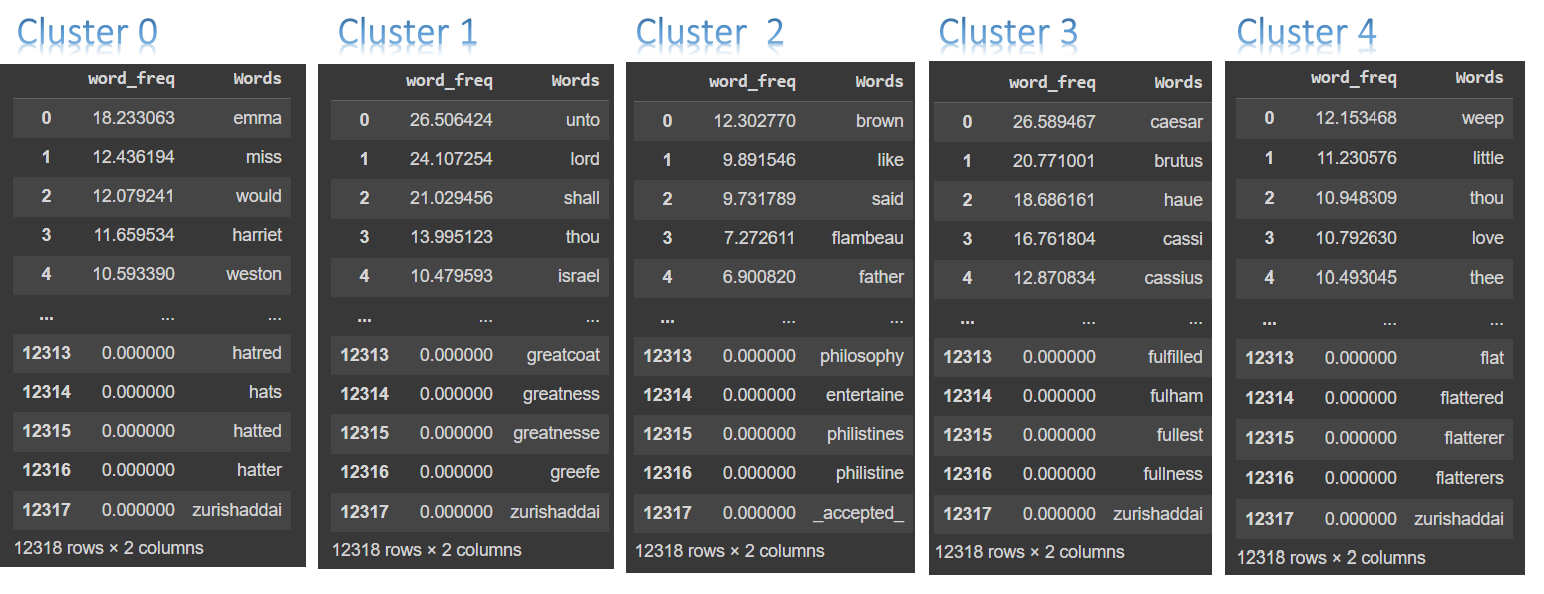 Cluster 0
word_freq Words
0 18.233063 emma
1 12.436194 miss
2 12.079241 would
3 11.659534 harriet
4 10.593390 weston
... ... ...
12313 0.000000 hatred
12314 0.000000 hats
12315 0.000000 hatted
12316 0.000000 hatter
12317 0.000000 zurishaddai
12318 rows × 2 columns
Cluster 1
word_freq Words
0 26.506424 unto
1 24.107254 lord
2 21.029456 shall
3 13.995123 thou
4 10.479593 israel
... ... ...
12313 0.000000 greatcoat
12314 0.000000 greatness
12315 0.000000 greatnesse
12316 0.000000 greefe
12317 0.000000 zurishaddai
12318 rows × 2 columns
Cluster 2
word_freq Words
0 12.302770 brown
1 9.891546 like
2 9.731789 said
3 7.272611 flambeau
4 6.900820 father
... ... ...
12313 0.000000 philosophy
12314 0.000000 entertaine
12315 0.000000 philistines
12316 0.000000 philistine
12317 0.000000 _accepted_
12318 rows × 2 columns
Cluster 3
word_freq Words
0 26.589467 caesar
1 20.771001 brutus
2 18.686161 haue
3 16.761804 cassi
4 12.870834 cassius
... ... ...
12313 0.000000 fulfilled
12314 0.000000 fulham
12315 0.000000 fullest
12316 0.000000 fullness
12317 0.000000 zurishaddai
12318 rows × 2 columns
Cluster 4
word_freq Words
0 12.153468 weep
1 11.230576 little
2 10.948309 thou
3 10.792630 love
4 10.493045 thee
... ... ...
12313 0.000000 flat
12314 0.000000 flattered
12315 0.000000 flatterer
12316 0.000000 flatterers
12317 0.000000 zurishaddai
12318 rows × 2 columns